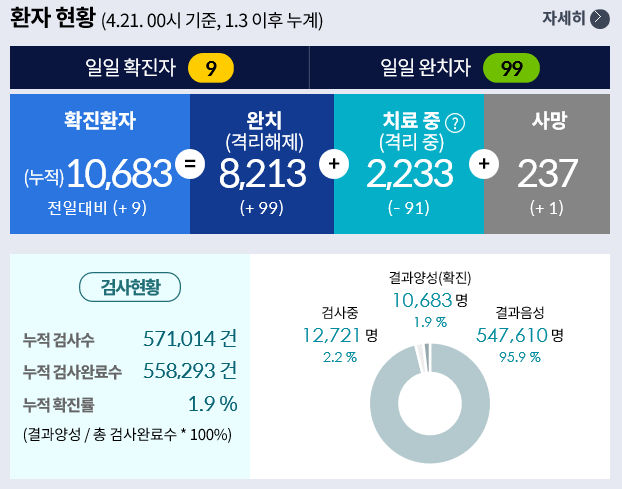 환자 현황 (4.21. 00시 기준, 1.3 이후 누계) 자세히
일일 확진자 9 일일 완치자 99
확진환자
(누적)10,683
전일대비 (+ 9)
=
완치
(격리해제)
8,213
(+ 99)
+
치료 중 ?
(격리 중)
2,233
(- 91)
+
사망
237
(+ 1)
검사현황
누적 검사수 571,014 건
누적 검사완료수 558,293 건
누적 확진률 1.9 %
(결과양성 / 총 검사완료수 * 100%)
결과양성(확진)
10,683 명
1.9 %
검사중
12,721 명
2.2 %
결과음성
547,610 명
95.9 %